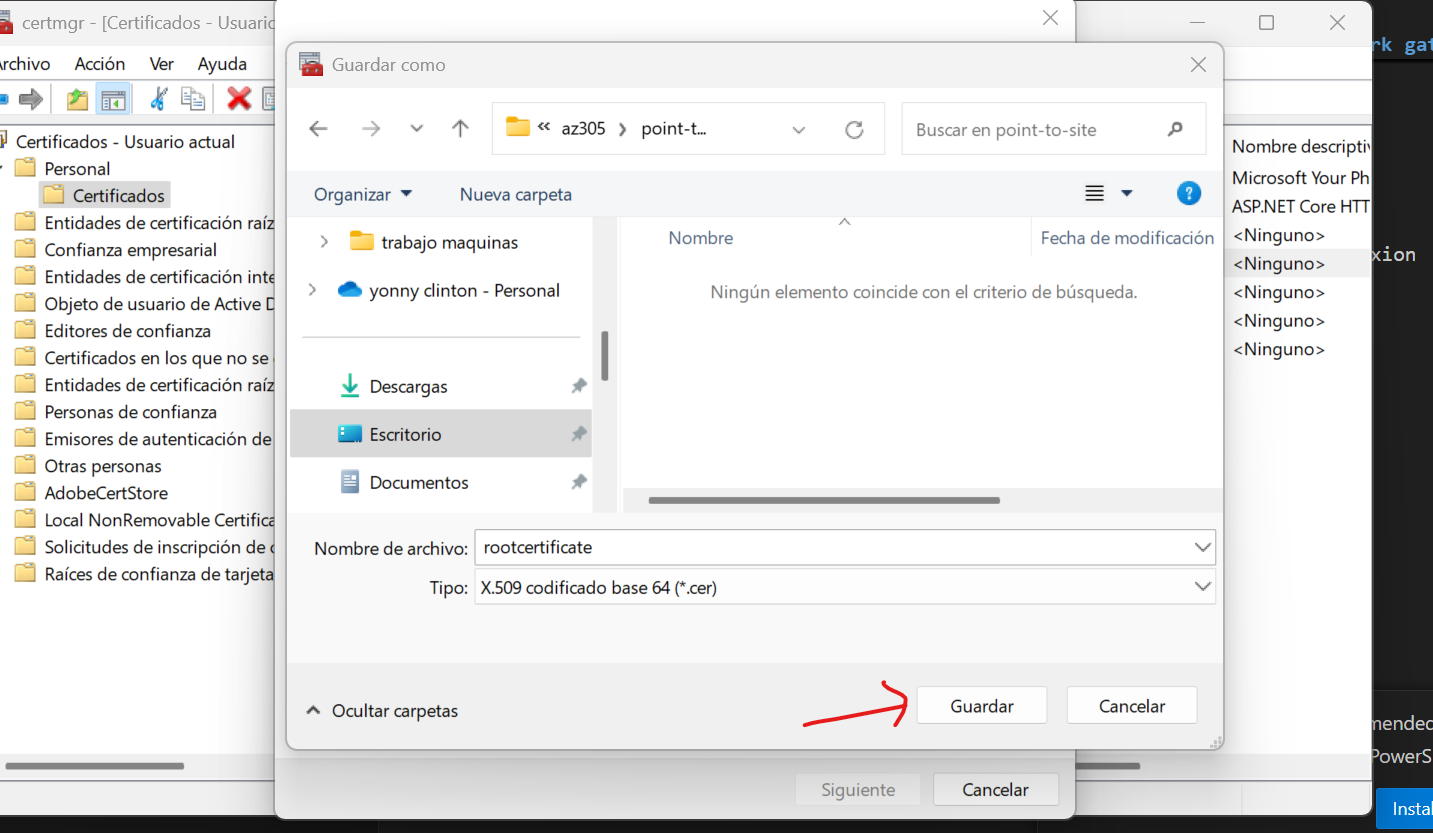 certmgr - [Certificados - Usuario
Archivo Acción Ver Ayuda
Certificados - Usuario actual
Personal
Certificados
Entidades de certificación raíz
Confianza empresarial
Entidades de certificación inte
Objeto de usuario de Active D
Editores de confianza
Certificados en los que no se
Entidades de certificación raíz
Personas de confianza
Emisores de autenticación de
Otras personas
AdobeCertStore
Local NonRemovable Certifica
Solicitudes de inscripción de c
Raíces de confianza de tarjeta
Guardar como
« az305 > point-t...
Buscar en point-to-site
Organizar Nueva carpeta
?
trabajo maquinas
yonny clinton - Personal
Descargas
Escritorio
Documentos
Nombre Fecha de modificación
Ningún elemento coincide con el criterio de búsqueda.
Nombre de archivo: rootcertificate
Tipo: X.509 codificado base 64 (*.cer)
Ocultar carpetas
Guardar Cancelar
Siguiente Cancelar
Nombre descriptiv
Microsoft Your Ph
ASP.NET Core HTT
<Ninguno>
<Ninguno>
<Ninguno>
<Ninguno>
<Ninguno>
rk gat
xion
mended
PowerS
Instal